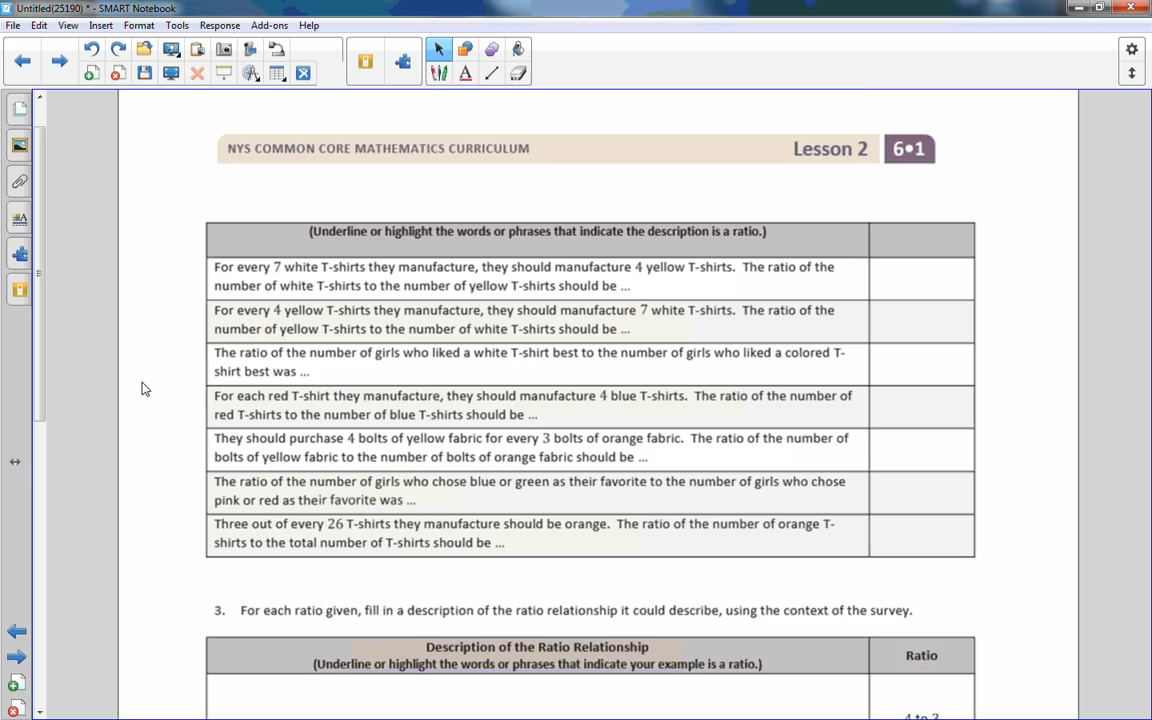 Untitled(25190) * - SMART Notebook
File Edit View Insert Format Tools Response Add-ons Help
NYS COMMON CORE MATHEMATICS CURRICULUM
Lesson 2 6•1
(Underline or highlight the words or phrases that indicate the description is a ratio.)
For every 7 white T-shirts they manufacture, they should manufacture 4 yellow T-shirts. The ratio of the
number of white T-shirts to the number of yellow T-shirts should be ...
For every 4 yellow T-shirts they manufacture, they should manufacture 7 white T-shirts. The ratio of the
number of yellow T-shirts to the number of white T-shirts should be ...
The ratio of the number of girls who liked a white T-shirt best to the number of girls who liked a colored T-
shirt best was ...
For each red T-shirt they manufacture, they should manufacture 4 blue T-shirts. The ratio of the number of
red T-shirts to the number of blue T-shirts should be ...
They should purchase 4 bolts of yellow fabric for every 3 bolts of orange fabric. The ratio of the number of
bolts of yellow fabric to the number of bolts of orange fabric should be ...
The ratio of the number of girls who chose blue or green as their favorite to the number of girls who chose
pink or red as their favorite was ...
Three out of every 26 T-shirts they manufacture should be orange. The ratio of the number of orange T-
shirts to the total number of T-shirts should be ...
3. For each ratio given, fill in a description of the ratio relationship it could describe, using the context of the survey.
Description of the Ratio Relationship
(Underline or highlight the words or phrases that indicate your example is a ratio.)
Ratio
4 to 3